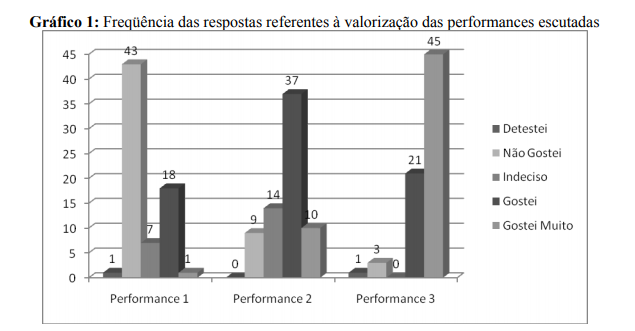 Gráfico 1: Freqüência das respostas referentes à valorização das performances escutadas
45
40
35
30
25
20
15
10
5
0
1
43
7
18
1
0
9
14
37
10
1
3
0
21
45
Performance 1
Performance 2
Performance 3
Detestei
Não Gostei
Indeciso
Gostei
Gostei Muito